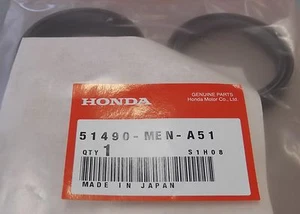 HONDA
GENUINE PARTS
Honda Motor Co., Ltd.
51490-MEN-A51
QTY 1 S1H08
MADE IN JAPAN